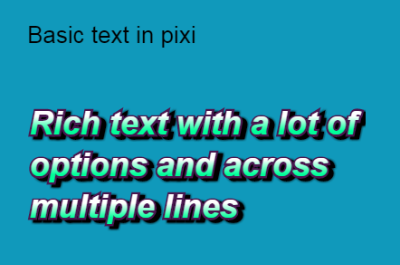 Basic text in pixi
Rich text with a lot of
options and across
multiple lines